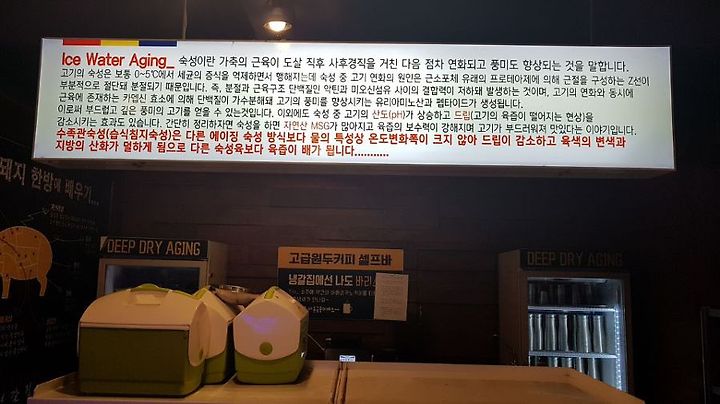 Ice Water Aging_ 숙성이란 가축의 근육이 도살 직후 사후경직을 거친 다음 점차 연화되고 풍미도 향상되는 것을 말합니다.
고기의 숙성은 보통 0~5℃에서 세균의 증식을 억제하면서 행해지는데 숙성 중 고기 연화의 원인은 근소포체 유래의 프로테아제에 의해 근절을 구성하는 Z선이
부분적으로 절단돼 분절되기 때문입니다. 즉, 분절과 근육구조 단백질인 악틴과 미오신섬유 사이의 결합력이 저하돼 발생하는 것이며, 고기의 연화와 동시에
근육에 존재하는 카뎁신 효소에 의해 단백질이 가수분해돼 고기의 풍미를 향상시키는 유리아미노산과 펩타이드가 생성됩니다.
이로써 부드럽고 깊은 풍미의 고기를 얻을 수 있는것입니다. 이외에도 숙성 중 고기의 산도(pH)가 상승하고 드립(고기의 육즙이 떨어지는 현상)을
감소시키는 효과도 있습니다. 간단히 정리하자면 숙성을 하면 자연산 MSG가 많아지고 육즙의 보수력이 강해지며 고기가 부드러워져 맛있다는 이야기입니다.
수족관숙성(습식침지숙성)은 다른 에이징 숙성 방식보다 물의 특성상 온도변화폭이 크지 않아 드립이 감소하고 육색의 변색과
지방의 산화가 덜하게 됨으로 다른 숙성육보다 육즙이 배가 됩니다...........
돼지 한방에 배우기
DEEP DRY AGING
고급원두커피 셀프바
냉갈집에선 나도 바리
DEEP DRY AGING